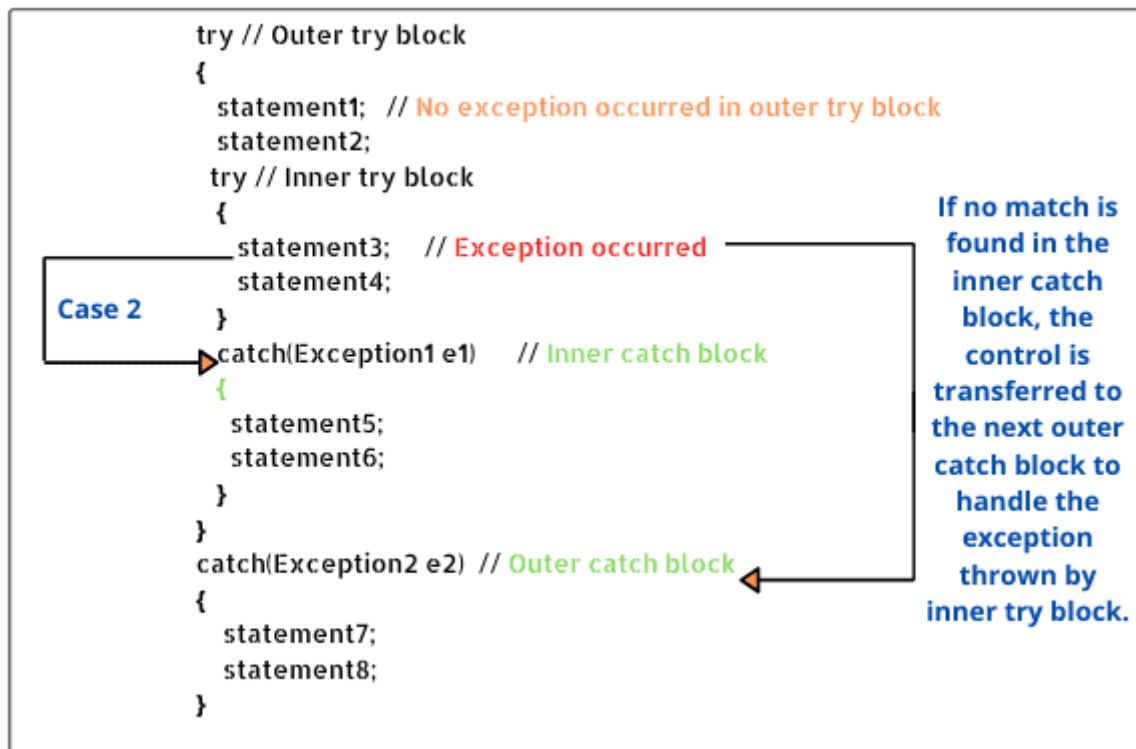 try // Outer try block
{
statement1; // No exception occurred in outer try block
statement2;
try // Inner try block
{
statement3; // Exception occurred
statement4;
}
catch(Exception1 e1) // Inner catch block
{
statement5;
statement6;
}
}
catch(Exception2 e2) // Outer catch block
{
statement7;
statement8;
}
Case 2
If no match is
found in the
inner catch
block, the
control is
transferred to
the next outer
catch block to
handle the
exception
thrown by
inner try block.